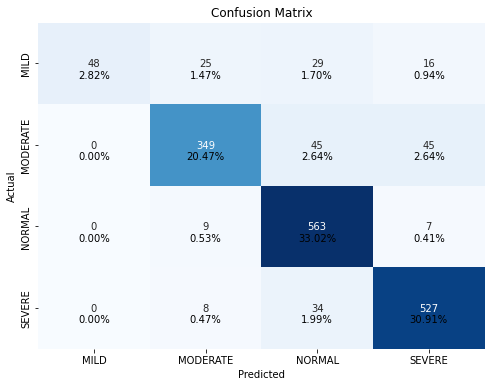 Confusion Matrix
MILD
48 25 29 16
2.82% 1.47% 1.70% 0.94%
MODERATE
0 349 45 45
0.00% 20.47% 2.64% 2.64%
Actual
NORMAL
0 9 563 7
0.00% 0.53% 33.02% 0.41%
SEVERE
0 8 34 527
0.00% 0.47% 1.99% 30.91%
MILD MODERATE NORMAL SEVERE
Predicted